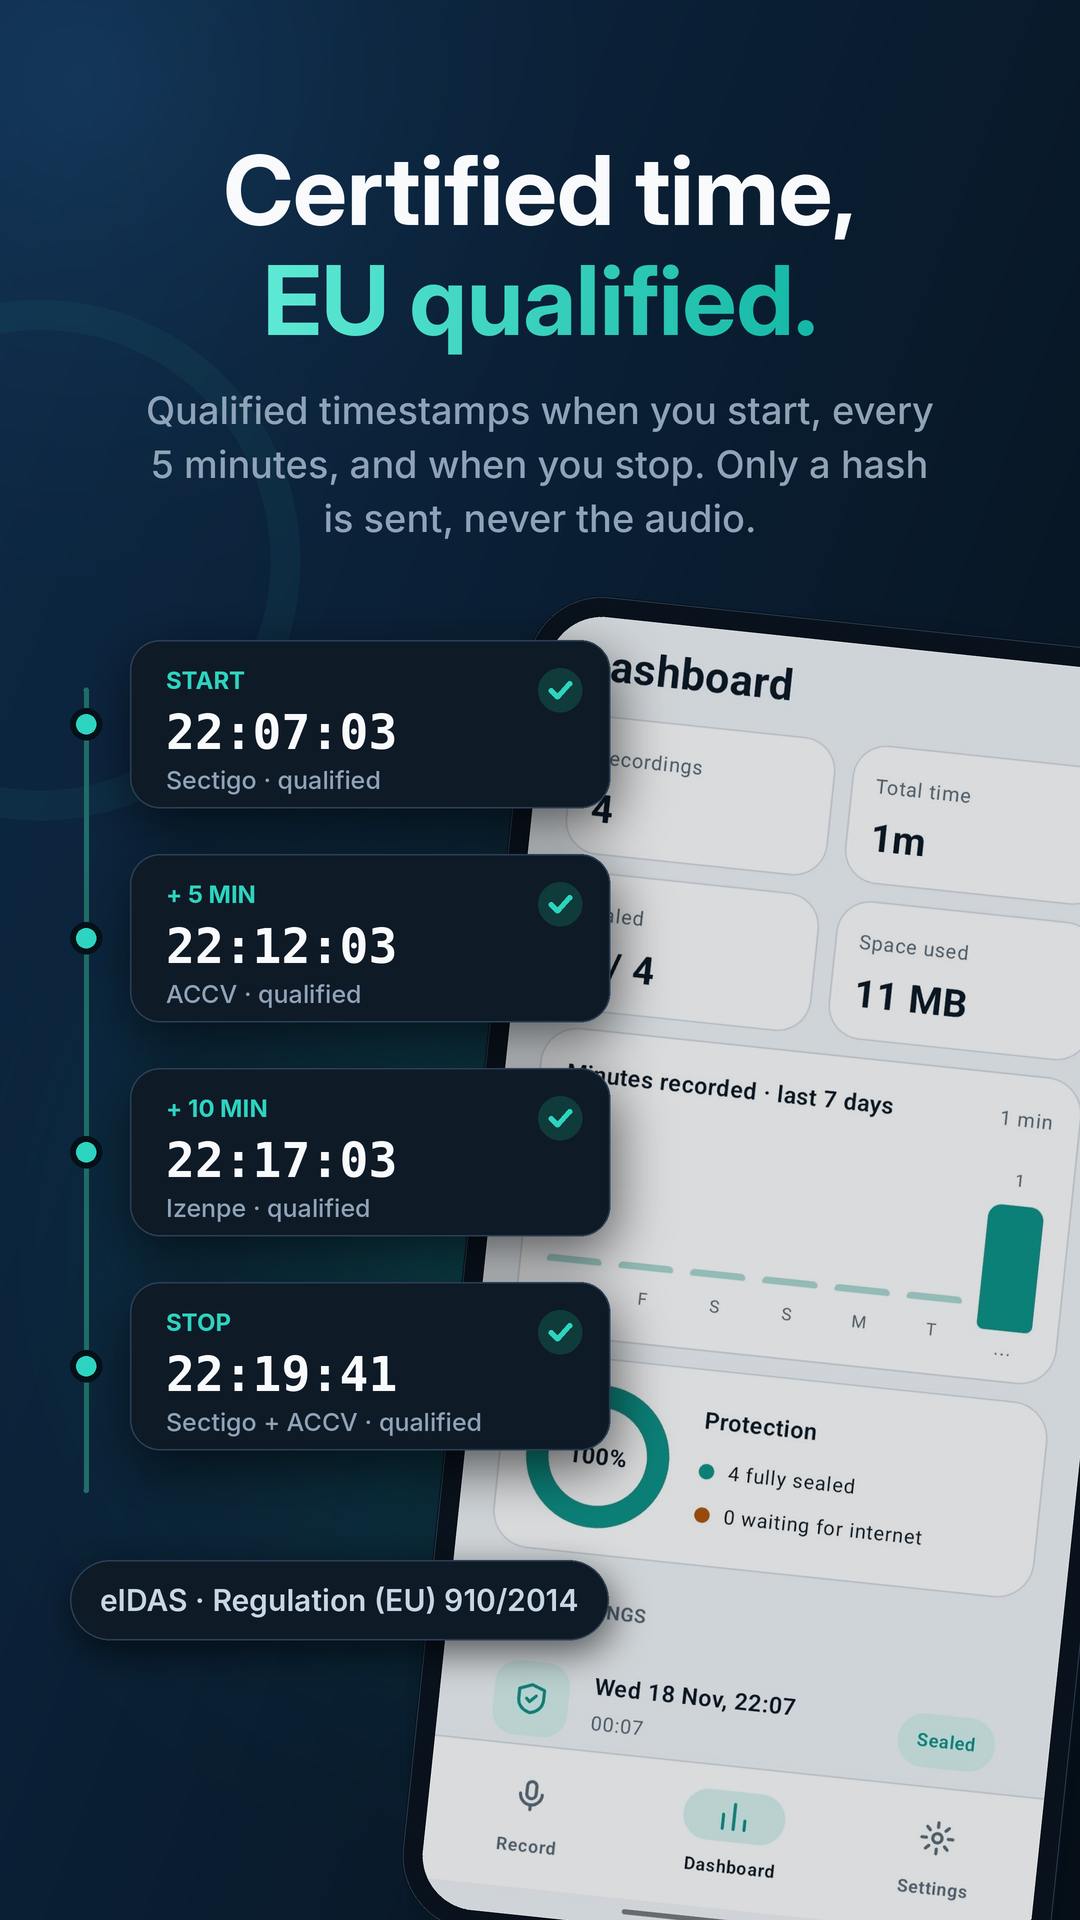 Certified time,
EU qualified.
Qualified timestamps when you start, every
5 minutes, and when you stop. Only a hash
is sent, never the audio.
START
22:07:03
Sectigo · qualified
+ 5 MIN
22:12:03
ACCV · qualified
+ 10 MIN
22:17:03
Izenpe · qualified
STOP
22:19:41
Sectigo + ACCV · qualified
eIDAS · Regulation (EU) 910/2014
ashboard
ecordings
4
Total time
1m
aled
/ 4
Space used
11 MB
Minutes recorded · last 7 days
1 min
1
F
S
S
M
T
...
100%
Protection
4 fully sealed
0 waiting for internet
NGS
Wed 18 Nov, 22:07
00:07
Sealed
Record
Dashboard
Settings